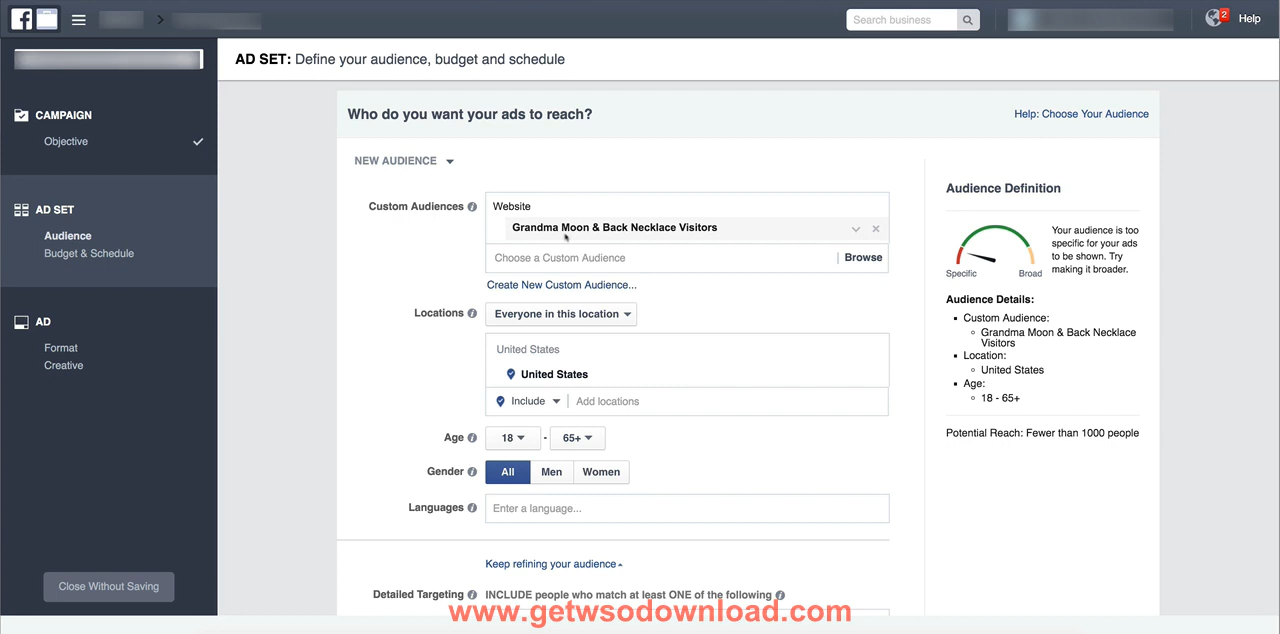 f
Search business
2
Help
AD SET: Define your audience, budget and schedule
CAMPAIGN
Objective
AD SET
Audience
Budget & Schedule
AD
Format
Creative
Close Without Saving
Who do you want your ads to reach?
Help: Choose Your Audience
NEW AUDIENCE
Custom Audiences
Website
Grandma Moon & Back Necklace Visitors
Choose a Custom Audience
Browse
Create New Custom Audience...
Locations
Everyone in this location
United States
United States
Include
Add locations
Age
18 - 65+
Gender
All
Men
Women
Languages
Enter a language...
Keep refining your audience
Detailed Targeting
INCLUDE people who match at least ONE of the following
Audience Definition
Specific
Broad
Your audience is too
specific for your ads
to be shown. Try
making it broader.
Audience Details:
Custom Audience:
Grandma Moon & Back Necklace
Visitors
Location:
United States
Age:
18 - 65+
Potential Reach: Fewer than 1000 people
www.getwsodownload.com